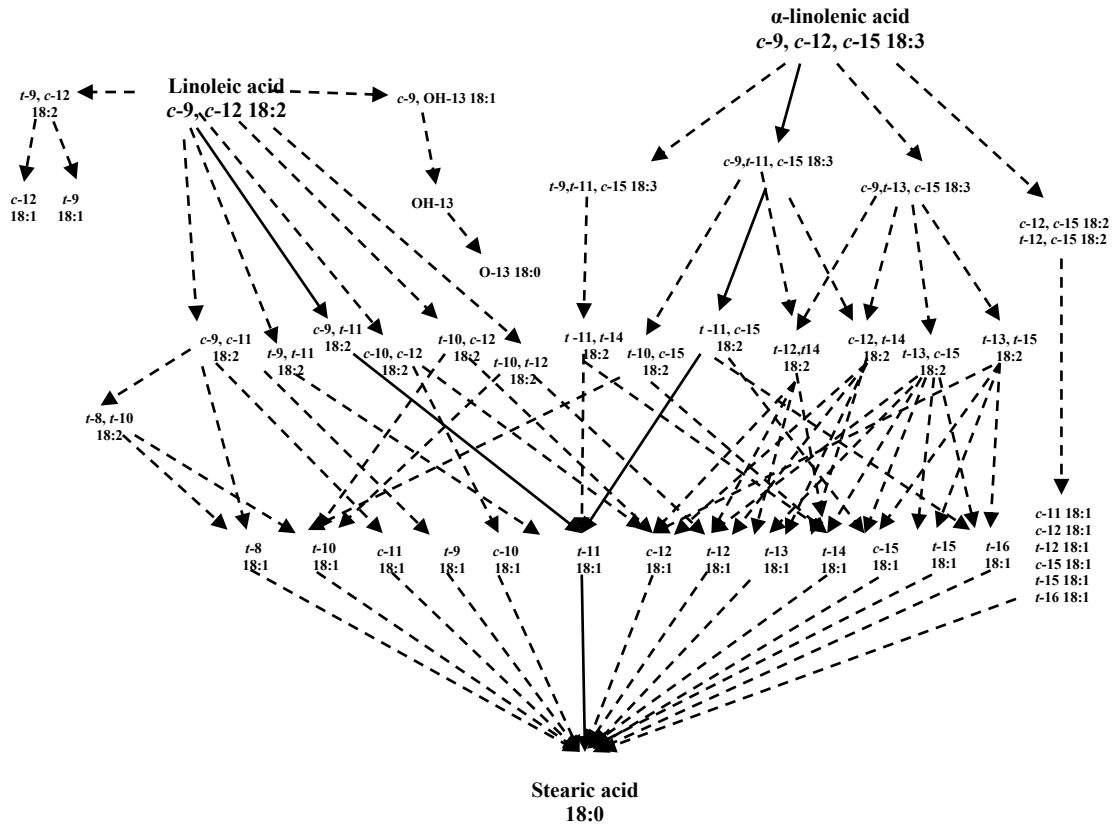 α-linolenic acid
c-9, c-12, c-15 18:3
Linoleic acid
c-9, c-12 18:2
t-9, c-12
18:2
c-9, OH-13 18:1
c-12
18:1
t-9
18:1
OH-13
O-13 18:0
c-9,t-11, c-15 18:3
t-9,t-11, c-15 18:3
c-9,t-13, c-15 18:3
c-12, c-15 18:2
t-12, c-15 18:2
c-9, c-11
18:2
t-9, t-11
18:2
c-9, t-11
18:2
c-10, c-12
18:2
t-10, c-12
18:2
t-10, t-12
18:2
t -11, t-14
18:2
t-10, c-15
18:2
t -11, c-15
18:2
t-12,t14
18:2
c-12, t-14
18:2
t-13, c-15
18:2
t-13, t-15
18:2
t-8, t-10
18:2
t-8
18:1
t-10
18:1
c-11
18:1
t-9
18:1
c-10
18:1
t-11
18:1
c-12
18:1
t-12
18:1
t-13
18:1
t-14
18:1
c-15
18:1
t-15
18:1
t-16
18:1
c-11 18:1
c-12 18:1
t-12 18:1
c-15 18:1
t-15 18:1
t-16 18:1
Stearic acid
18:0